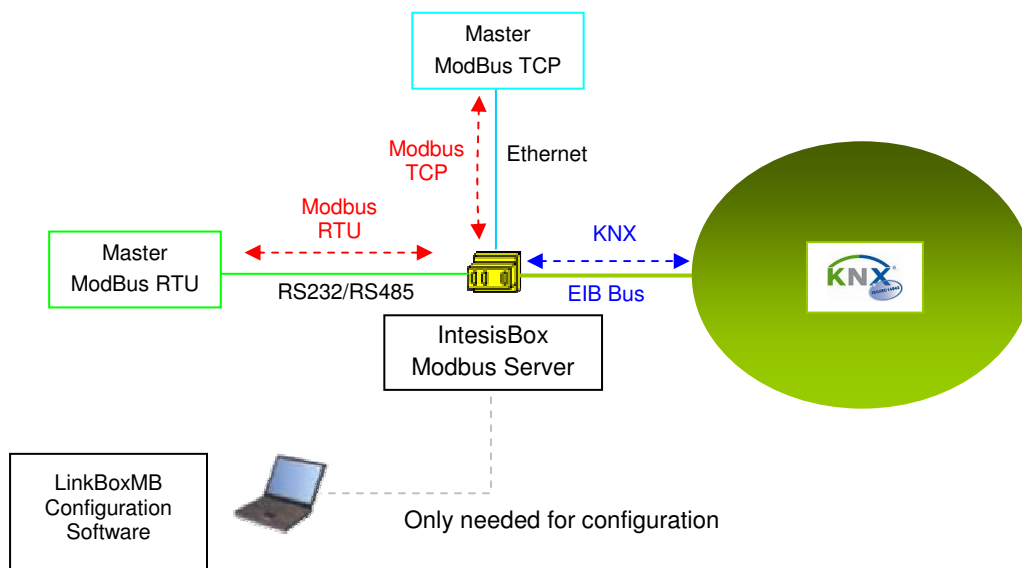 Master
ModBus TCP
Modbus
TCP
Ethernet
Modbus
RTU
KNX
Master
ModBus RTU
RS232/RS485
EIB Bus
KNX
IntesisBox
Modbus Server
LinkBoxMB
Configuration
Software
Only needed for configuration